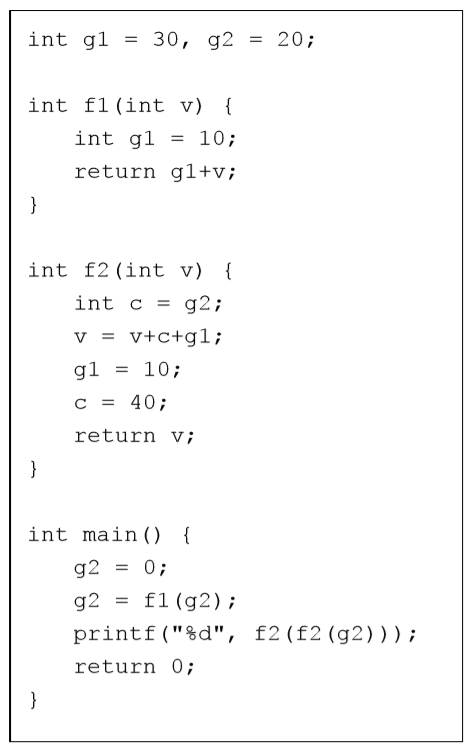 int g1 = 30, g2 = 20;
int f1(int v) {
int g1 = 10;
return g1+v;
}
int f2(int v) {
int c = g2;
v = v+c+g1;
g1 = 10;
c = 40;
return v;
}
int main() {
g2 = 0;
g2 = f1(g2);
printf("%d", f2(f2(g2)));
return 0;
}